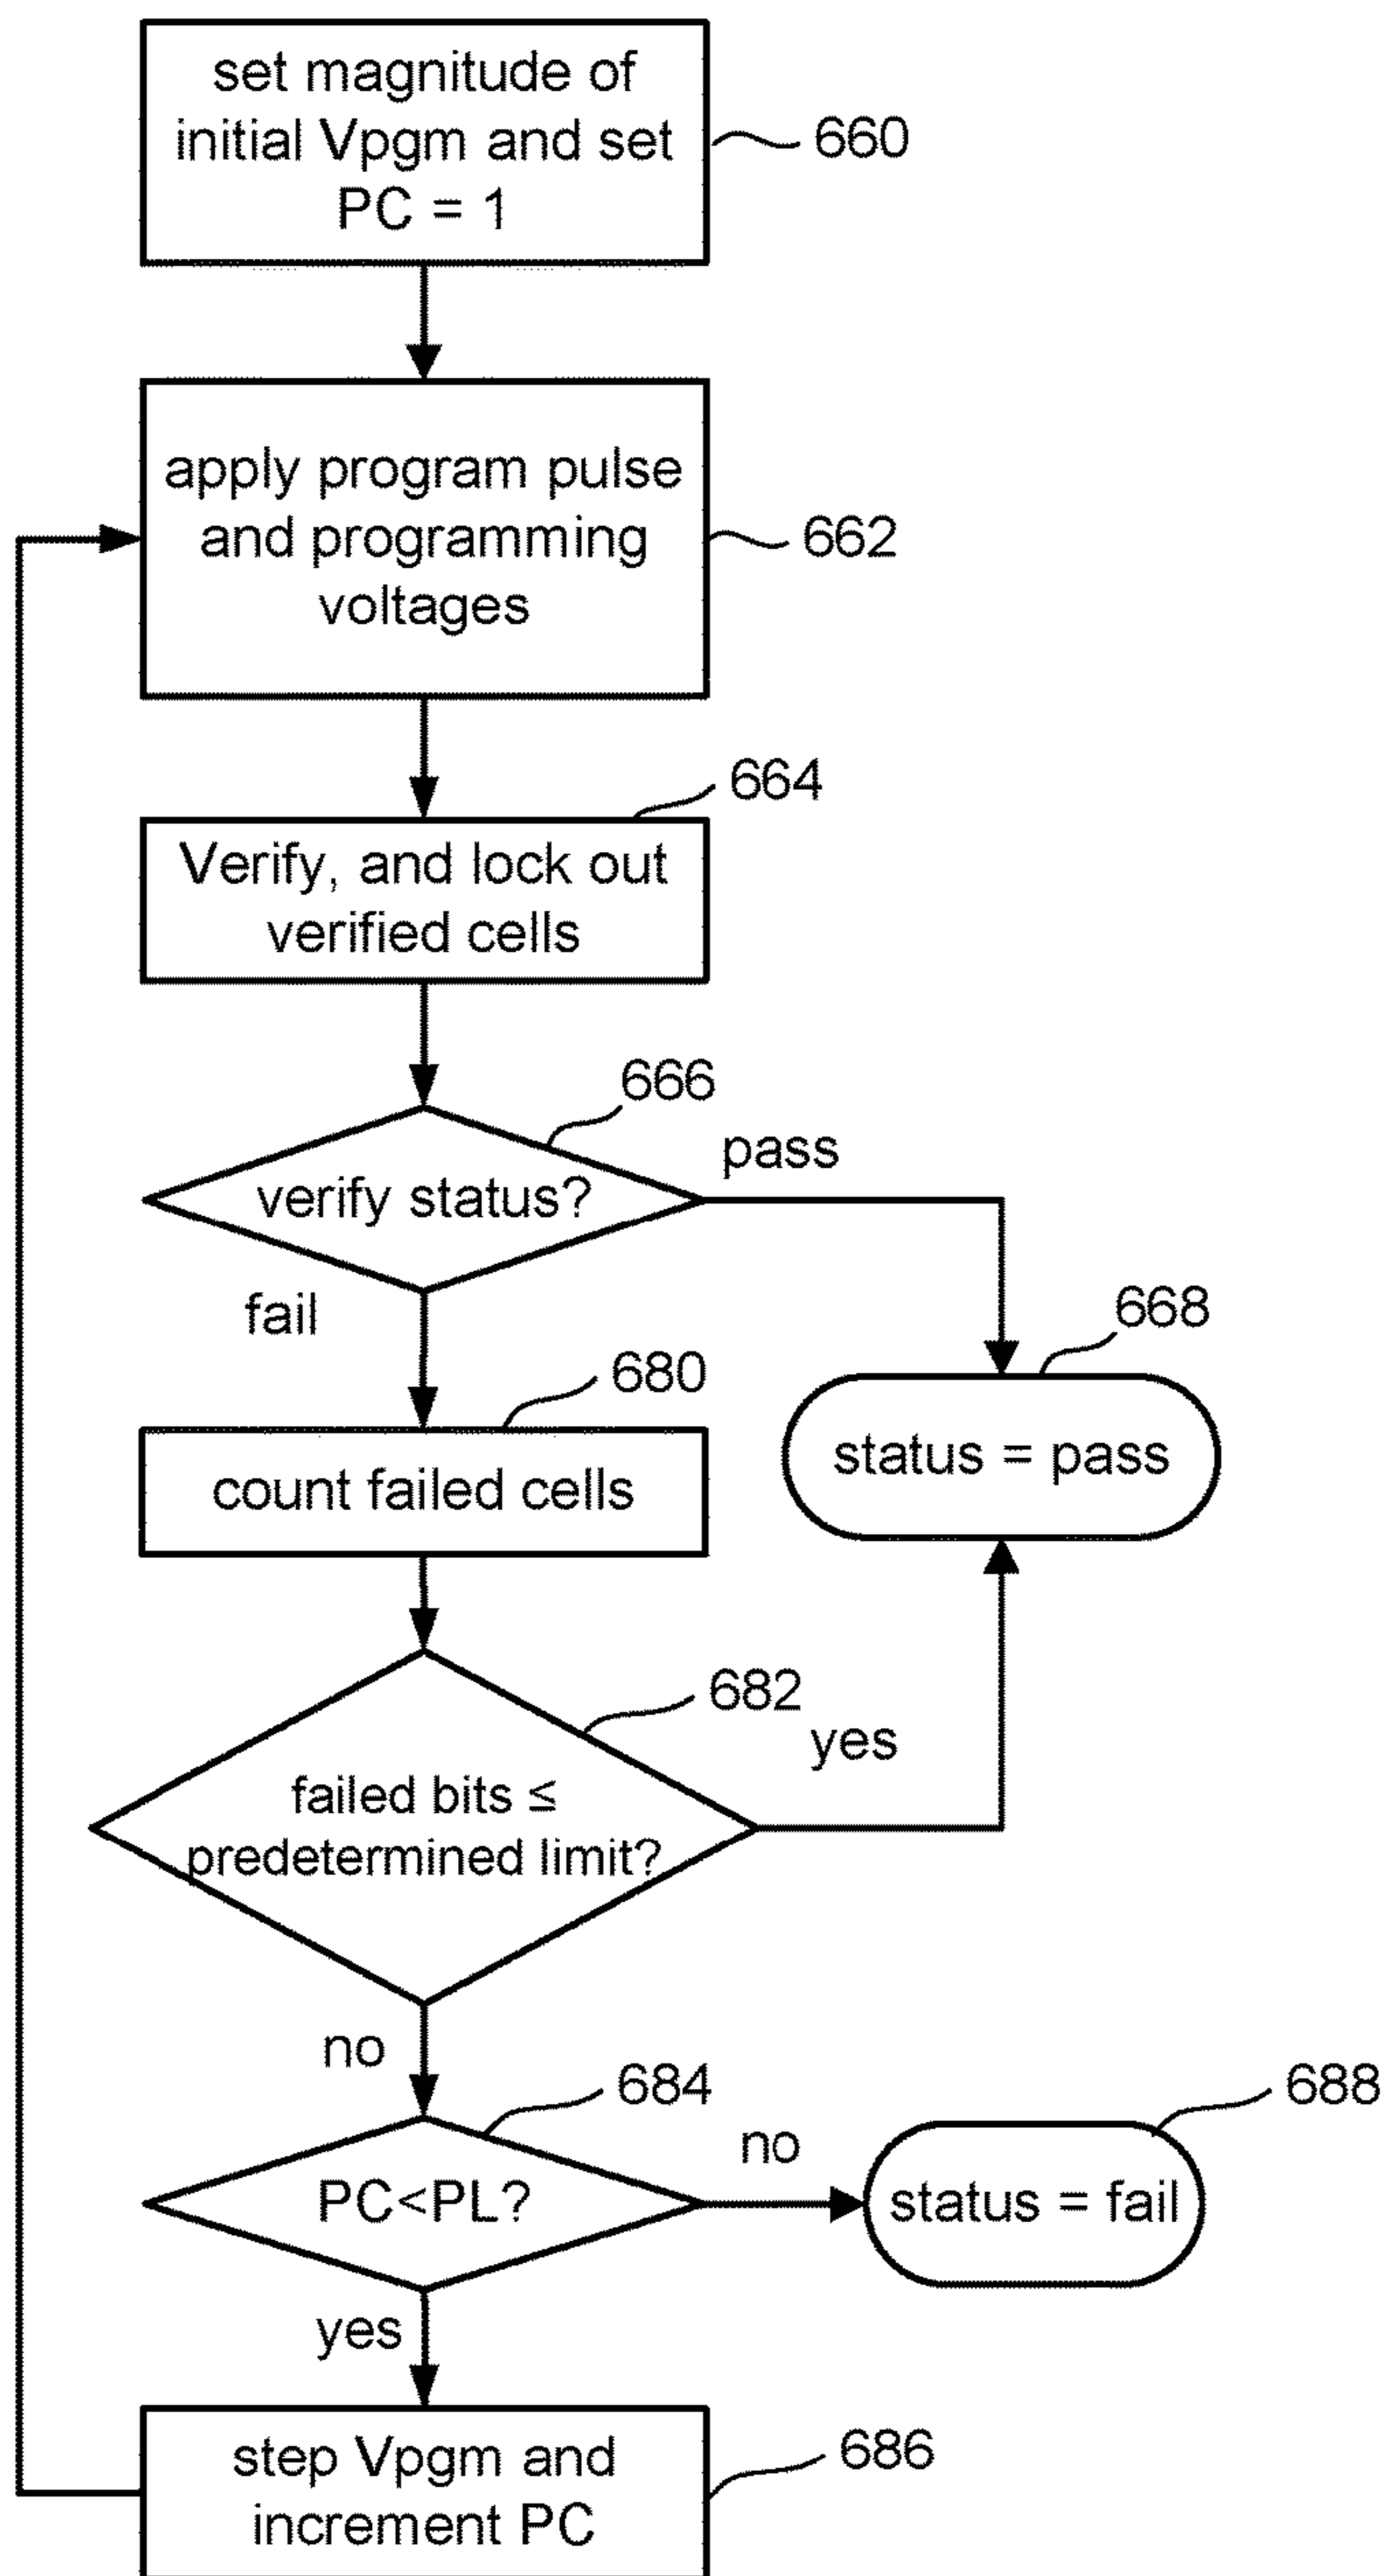 set magnitude of
initial Vpgm and set
PC = 1
660
apply program pulse
and programming
voltages
662
664
Verify, and lock out
verified cells
666
pass
verify status?
fail
668
680
status = pass
count failed cells
682
yes
failed bits ≤
predetermined limit?
no
684
688
no
PC<PL?
status = fail
yes
step Vpgm and
increment PC
686